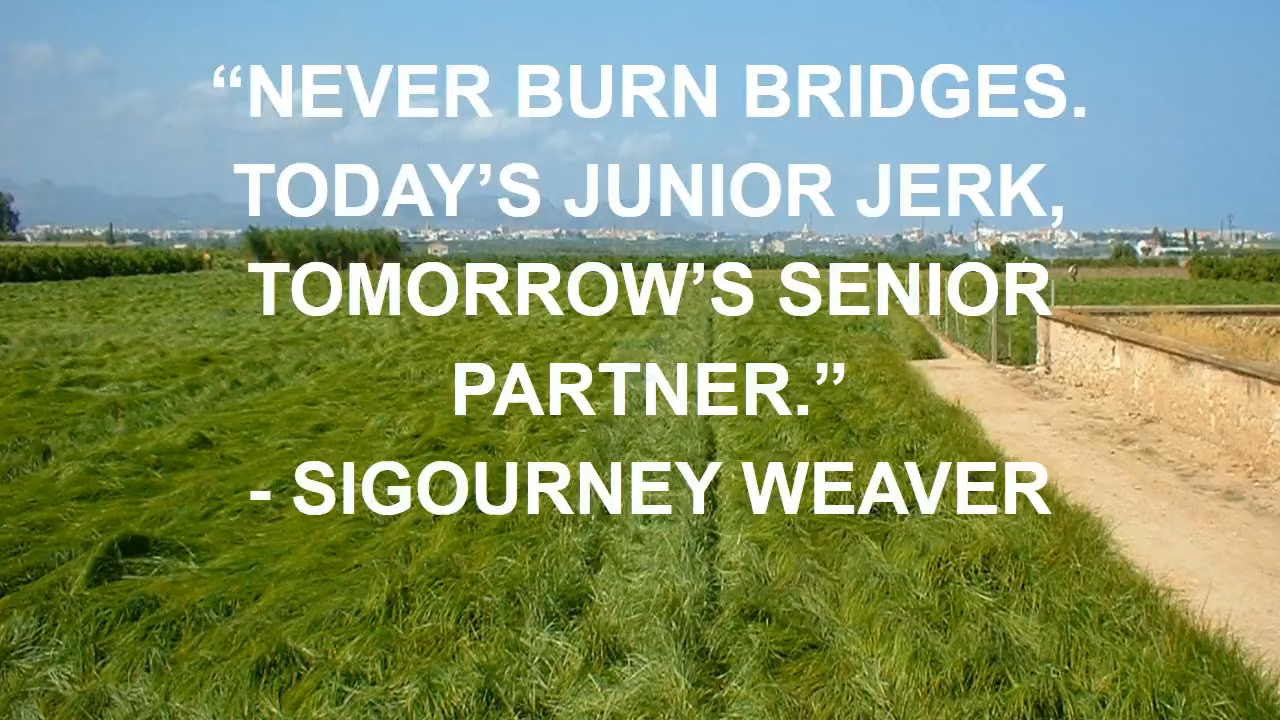 “NEVER BURN BRIDGES.
TODAY’S JUNIOR JERK,
TOMORROW’S SENIOR
PARTNER.”
- SIGOURNEY WEAVER